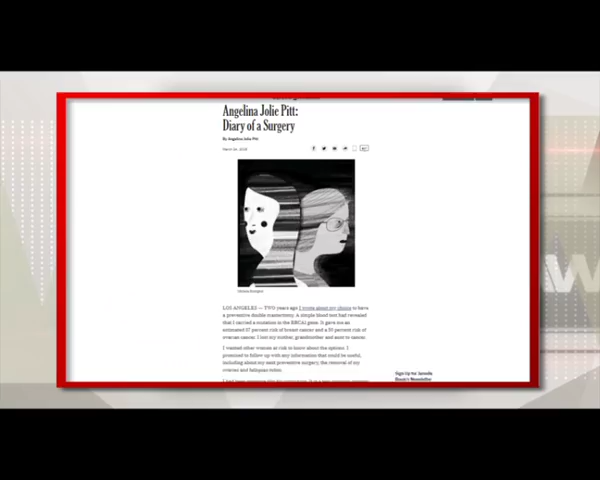 Angelina Jolie Pitt:
Diary of a Surgery
By Angelina Jolie Pitt
LOS ANGELES — TWO years ago I wrote about my choice to have
a preventive double mastectomy. A simple blood test had revealed
that I carried a mutation in the BRCA1 gene. It gave me an
estimated 87 percent risk of breast cancer and a 50 percent risk of
ovarian cancer. I lost my mother, grandmother and aunt to cancer.
I wanted other women at risk to know about the options. I
promised to follow up with any information that could be useful,
including about my next preventive surgery, the removal of my
ovaries and fallopian tubes.
Sign Up for
Newsletter
W